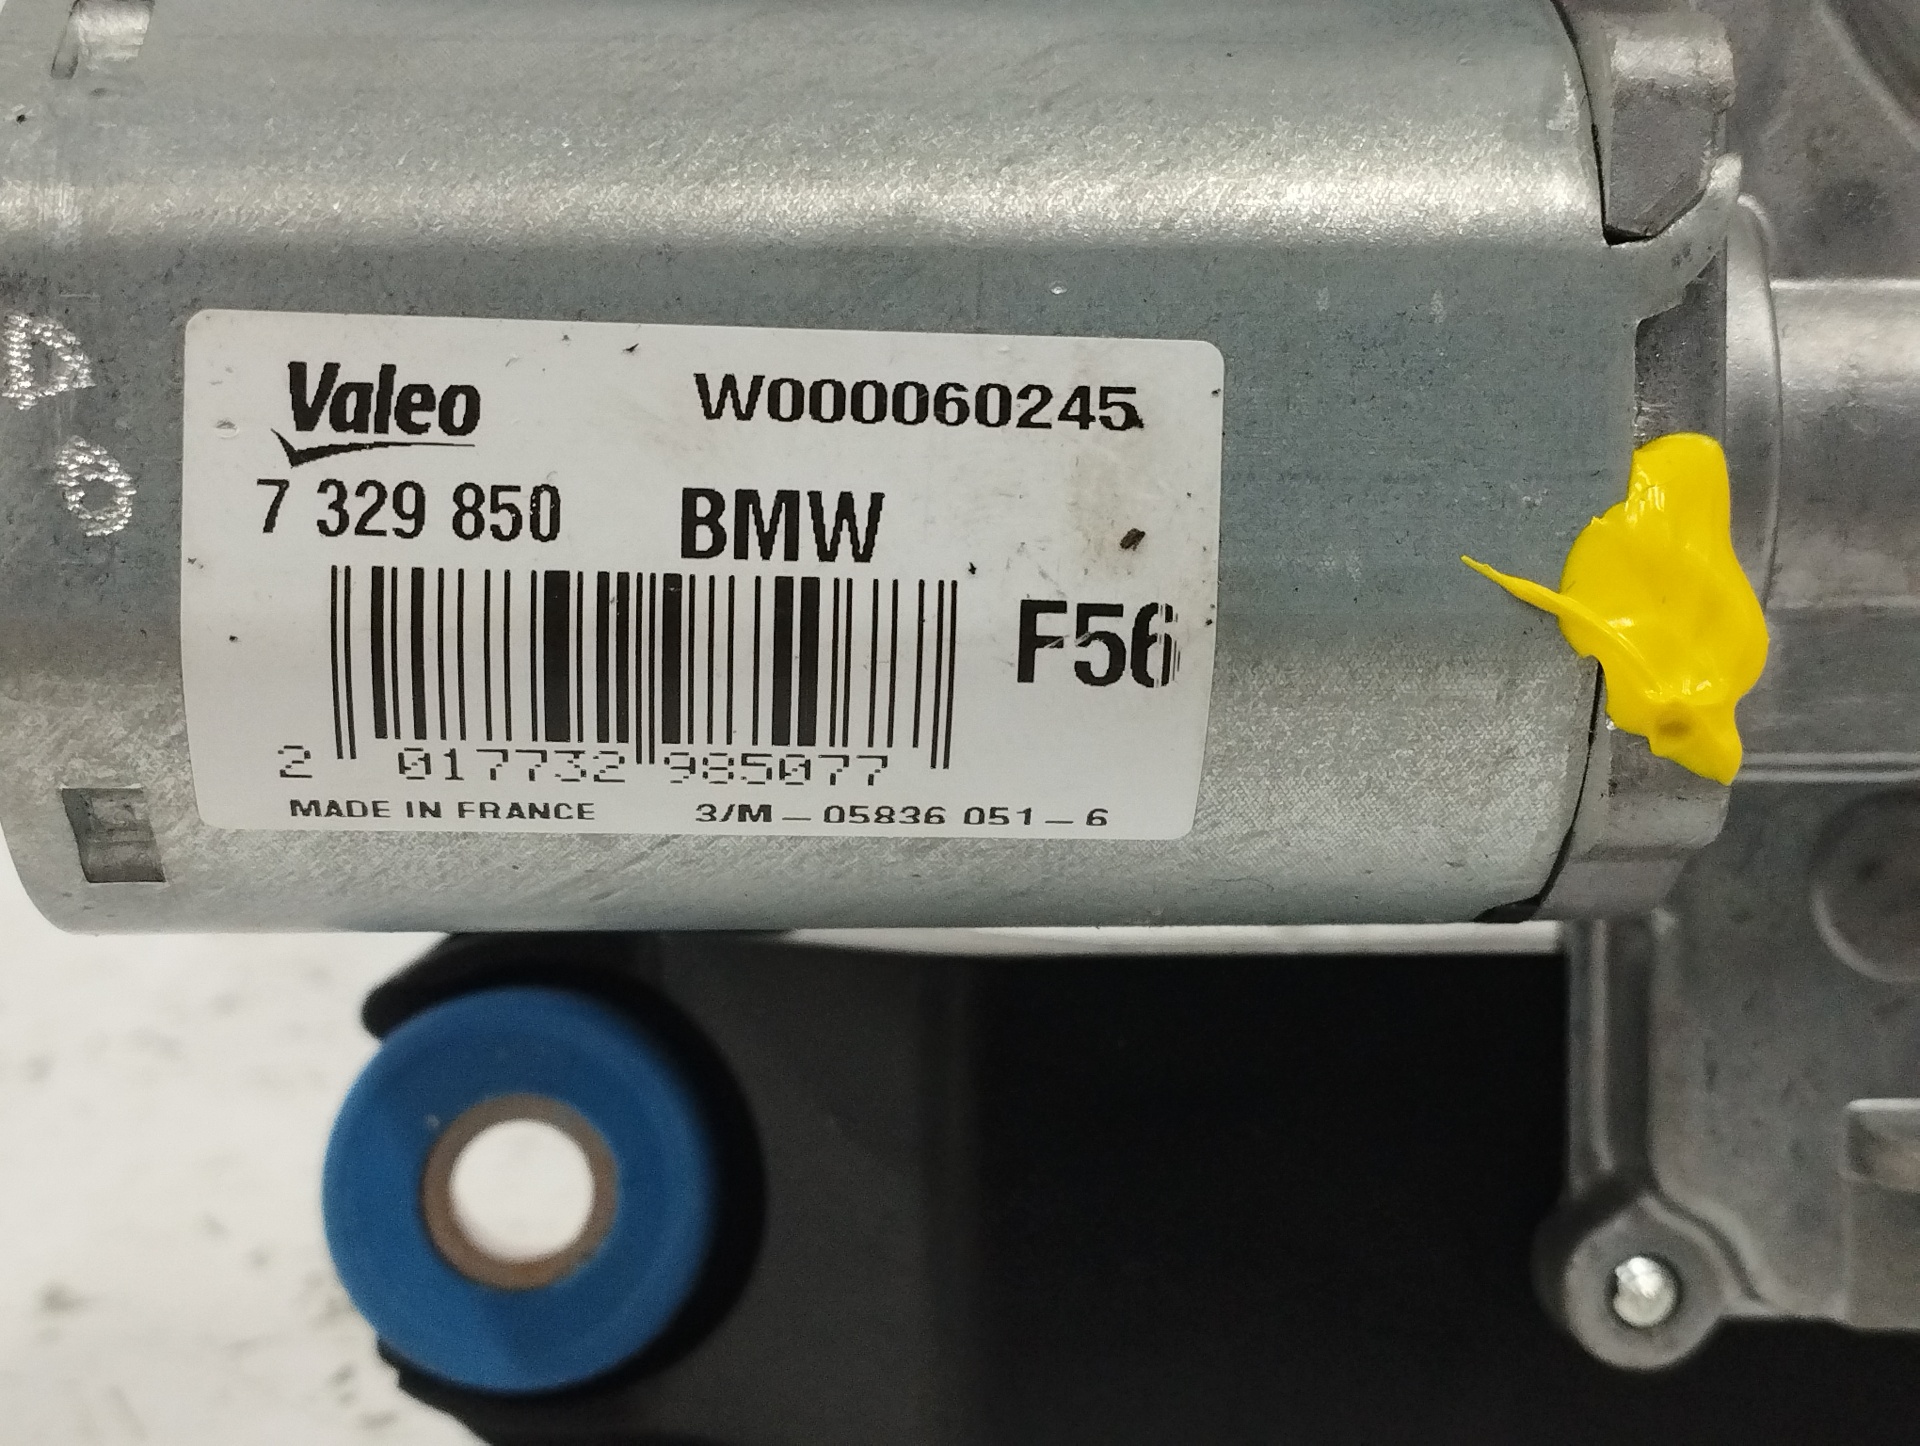 Valeo W000060245
7 329 850 BMW
F56
2 017732 985077
MADE IN FRANCE 3/M - 05836 051 - 6